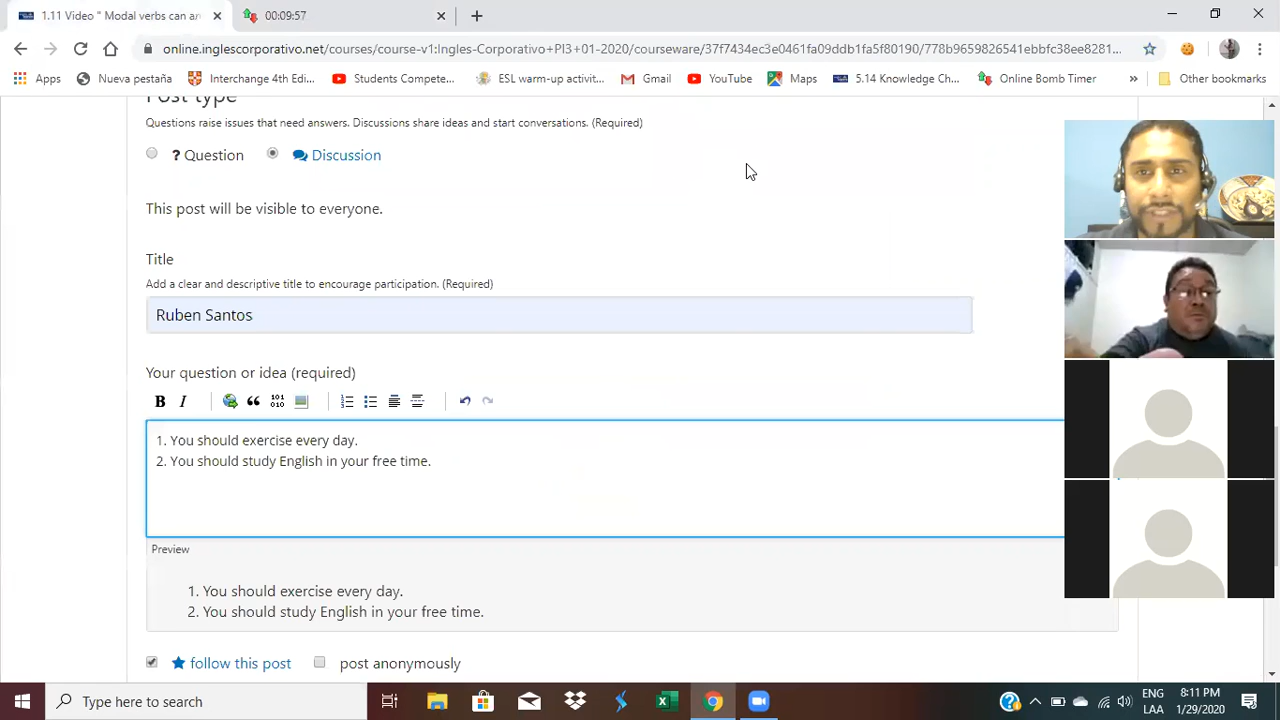 1.11 Video " Modal verbs can ar
00:09:57
online.inglescorporativo.net/courses/course-v1:Ingles-Corporativo+PI3+01-2020/courseware/37f7434ec3e0461fa09ddb1fa5f80190/778b9659826541ebbfc38ee8281...
Apps
Nueva pestaña
Interchange 4th Edi...
Students Compete...
ESL warm-up activit...
Gmail
YouTube
Maps
5.14 Knowledge Ch...
Online Bomb Timer
»
Other bookmarks
Post type
Questions raise issues that need answers. Discussions share ideas and start conversations. (Required)
? Question
Discussion
This post will be visible to everyone.
Title
Add a clear and descriptive title to encourage participation. (Required)
Ruben Santos
Your question or idea (required)
B I 101 010
1. You should exercise every day.
2. You should study English in your free time.
Preview
1. You should exercise every day.
2. You should study English in your free time.
follow this post
post anonymously
Type here to search
ENG
LAA
8:11 PM
1/29/2020